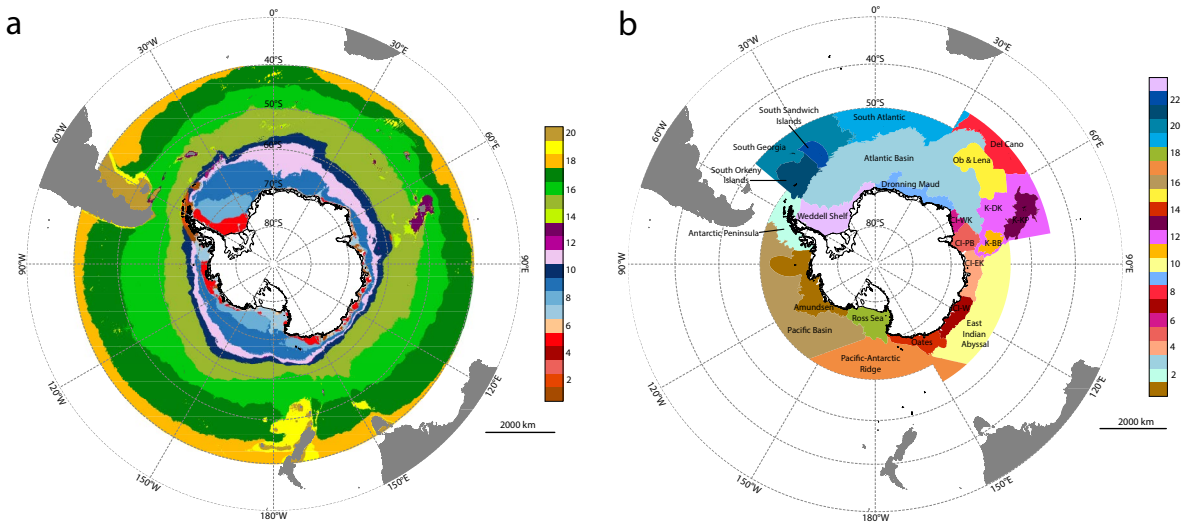 a
0°
30°W
30°E
40°S
60°W
50°S
60°E
60°S
70°S
80°S
90°W
90°E
120°W
120°E
150°W
150°E
180°W
20
18
16
14
12
10
8
6
4
2
2000 km
b
0°
30°W
30°E
40°S
60°W
50°S
60°E
South Sandwich
Islands
South Atlantic
South Georgia
Del Cano
Atlantic Basin
Ob & Lena
South Orkeny
Islands
Dronning Maud
Weddell Shelf
K-DK
K-KP
CI-WK
80°S
Antarctic Peninsula
CI-PB
K-BB
CI-EK
90°W
90°E
Amundsen
Ross Sea
East
Indian
Abyssal
Pacific Basin
Oates
Pacific-Antarctic
Ridge
120°W
120°E
150°W
150°E
180°W
22
20
18
16
14
12
10
8
6
4
2
2000 km